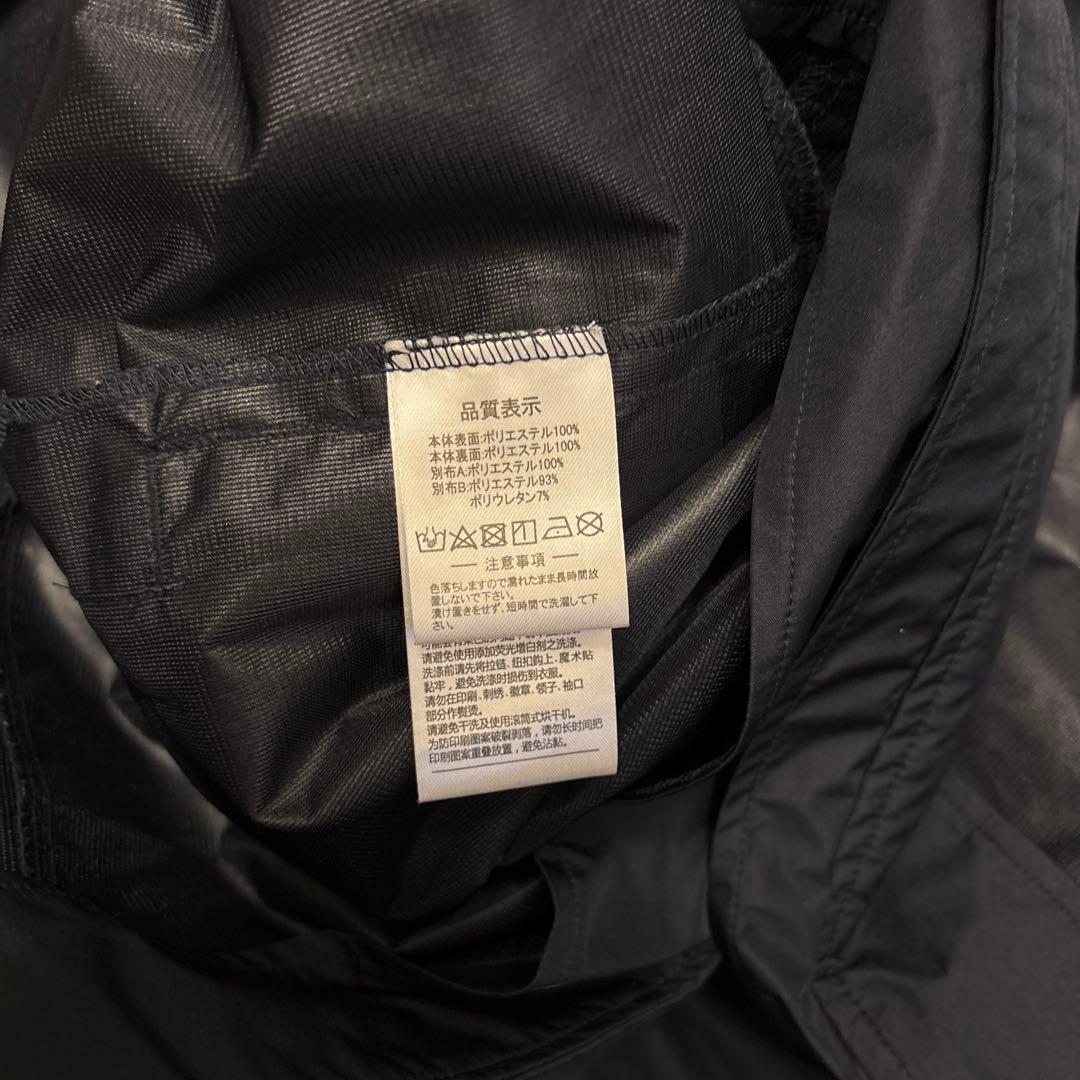 品質表示
本体表面:ポリエステル100%
本体裏面:ポリエステル100%
別布A:ポリエステル100%
別布B:ポリエステル93%
ポリウレタン7%
注意事項
色落ちしますので濡れたまま長時間放
置しないで下さい。
漬け置きをせず、短時間で洗濯して下
さい。
请避免使用添加荧光增白剂之洗涤。
洗涤前请先将拉链、纽扣鈎上、魔术贴
黏牢，避免洗涤时损伤到衣服。
请勿在印刷、刺绣、徽章、领子、袖口
部分作熨烫。
请避免干洗及使用滚筒式烘干机。
为防印刷图案破裂剥落，请勿长时间把
印刷图案重叠放置，避免沾黏。